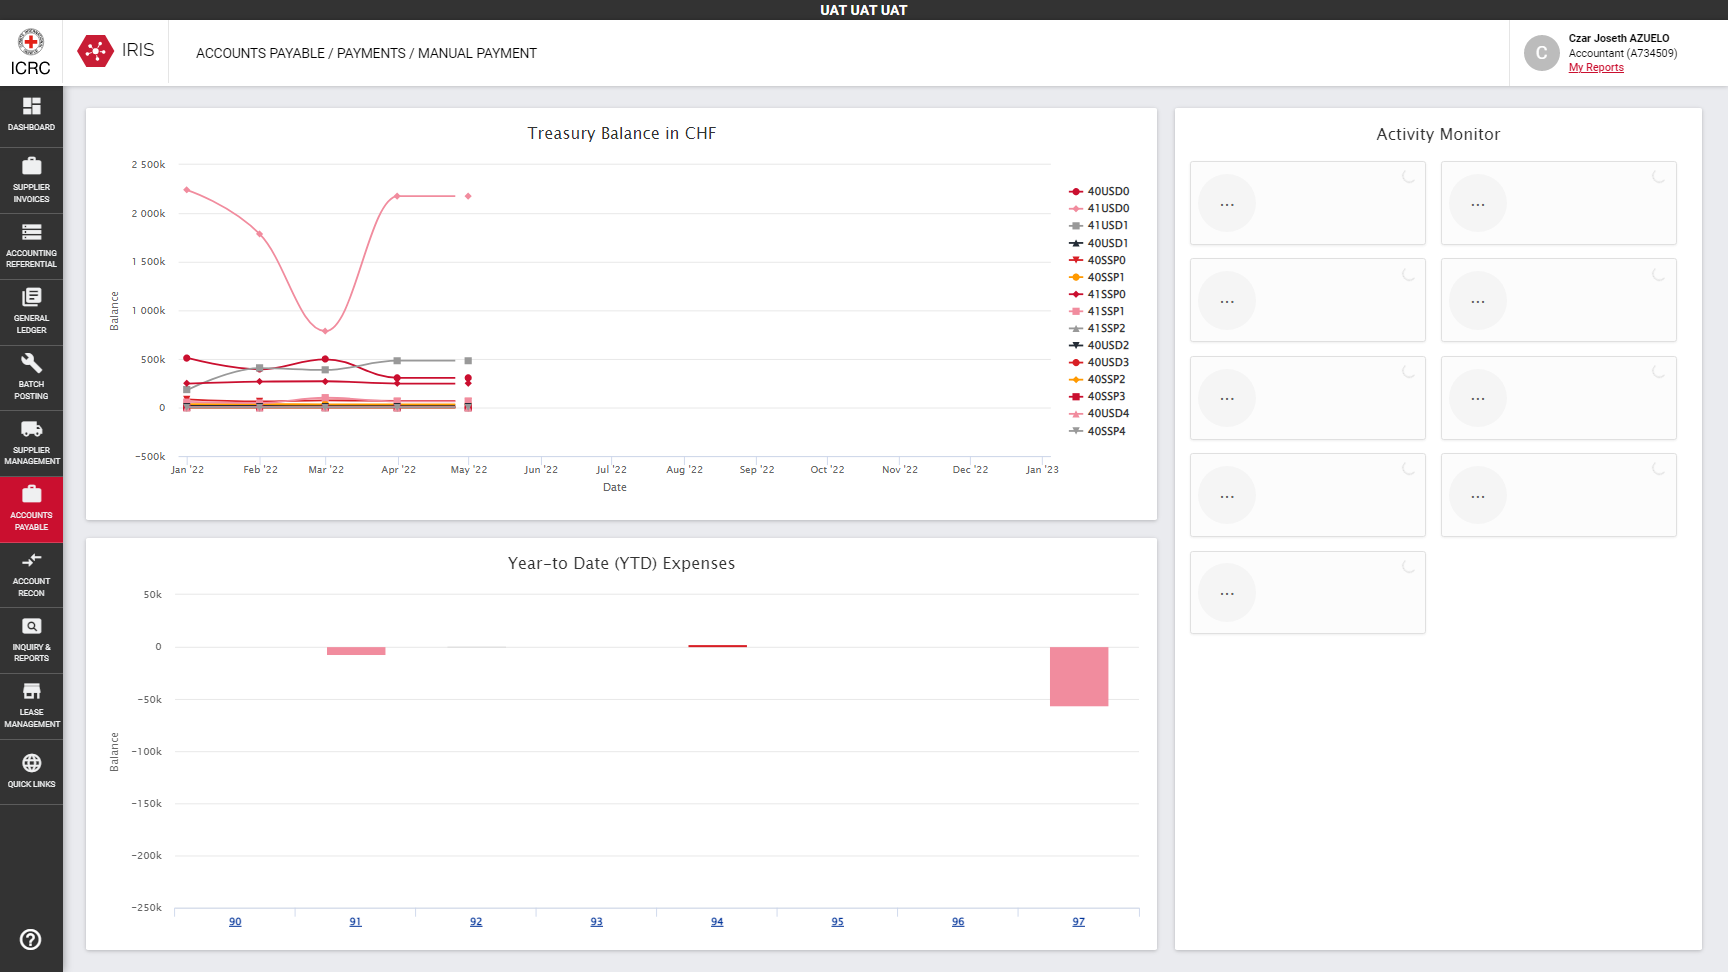 UAT UAT UAT
ICRC
IRIS
ACCOUNTS PAYABLE / PAYMENTS / MANUAL PAYMENT
C
Czar Joseth AZUELO
Accountant (A734509)
My Reports
DASHBOARD
SUPPLIER
INVOICES
ACCOUNTING
REFERENTIAL
GENERAL
LEDGER
BATCH
POSTING
SUPPLIER
MANAGEMENT
ACCOUNTS
PAYABLE
ACCOUNT
RECON
INQUIRY &
REPORTS
LEASE
MANAGEMENT
QUICK LINKS
Treasury Balance in CHF
2 500k
2 000k
1 500k
1 000k
500k
0
−500k
Balance
Jan '22
Feb '22
Mar '22
Apr '22
May '22
Jun '22
Jul '22
Aug '22
Sep '22
Oct '22
Nov '22
Dec '22
Jan '23
Date
40USD0
41USD0
41USD1
40USD1
40SSP0
40SSP1
41SSP0
41SSP1
41SSP2
40USD2
40USD3
40SSP2
40SSP3
40USD4
40SSP4
Year-to Date (YTD) Expenses
50k
0
−50k
−100k
−150k
−200k
−250k
Balance
90
91
92
93
94
95
96
97
Activity Monitor
...
...
...
...
...
...
...
...
...